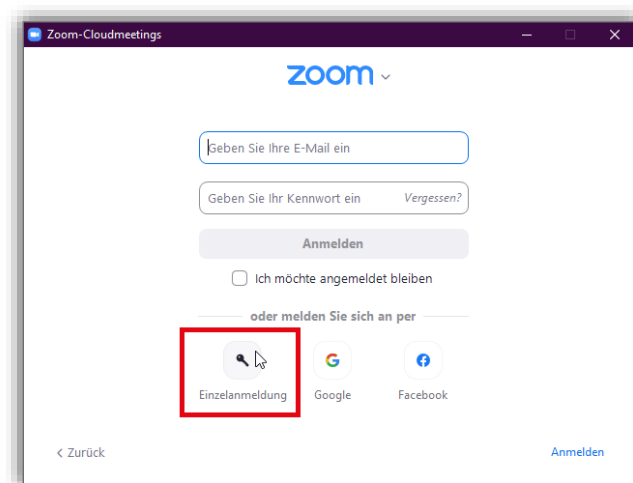 Zoom-Cloudmeetings
zoom
Geben Sie Ihre E-Mail ein
Geben Sie Ihr Kennwort ein Vergessen?
Anmelden
Ich möchte angemeldet bleiben
oder melden Sie sich an per
Einzelanmeldung Google Facebook
< Zurück Anmelden